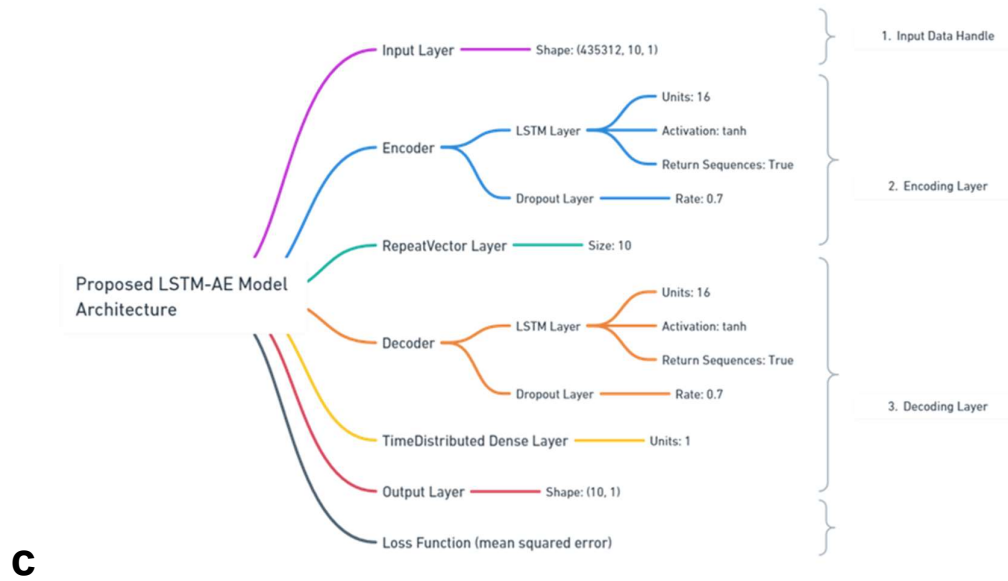 Proposed LSTM-AE Model
Architecture
Input Layer
Shape: (435312, 10, 1)
Encoder
LSTM Layer
Units: 16
Activation: tanh
Return Sequences: True
Dropout Layer
Rate: 0.7
RepeatVector Layer
Size: 10
Decoder
LSTM Layer
Units: 16
Activation: tanh
Return Sequences: True
Dropout Layer
Rate: 0.7
TimeDistributed Dense Layer
Units: 1
Output Layer
Shape: (10, 1)
Loss Function (mean squared error)
1. Input Data Handle
2. Encoding Layer
3. Decoding Layer
c